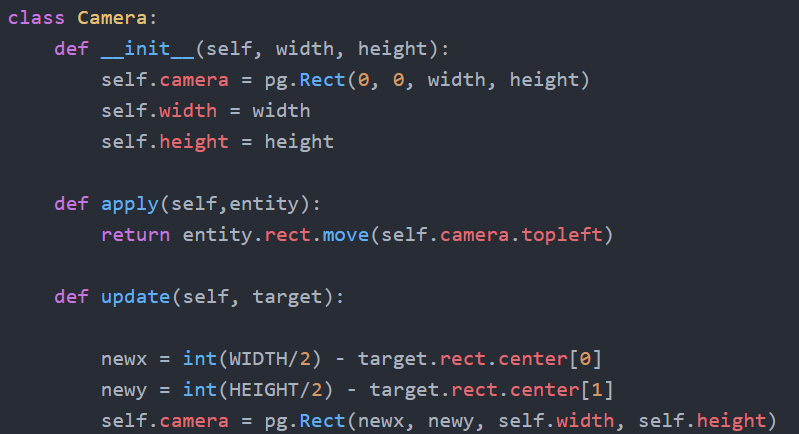 class Camera:
    def __init__(self, width, height):
        self.camera = pg.Rect(0, 0, width, height)
        self.width = width
        self.height = height
    def apply(self,entity):
        return entity.rect.move(self.camera.topleft)
    def update(self, target):
        newx = int(WIDTH/2) - target.rect.center[0]
        newy = int(HEIGHT/2) - target.rect.center[1]
        self.camera = pg.Rect(newx, newy, self.width, self.height)